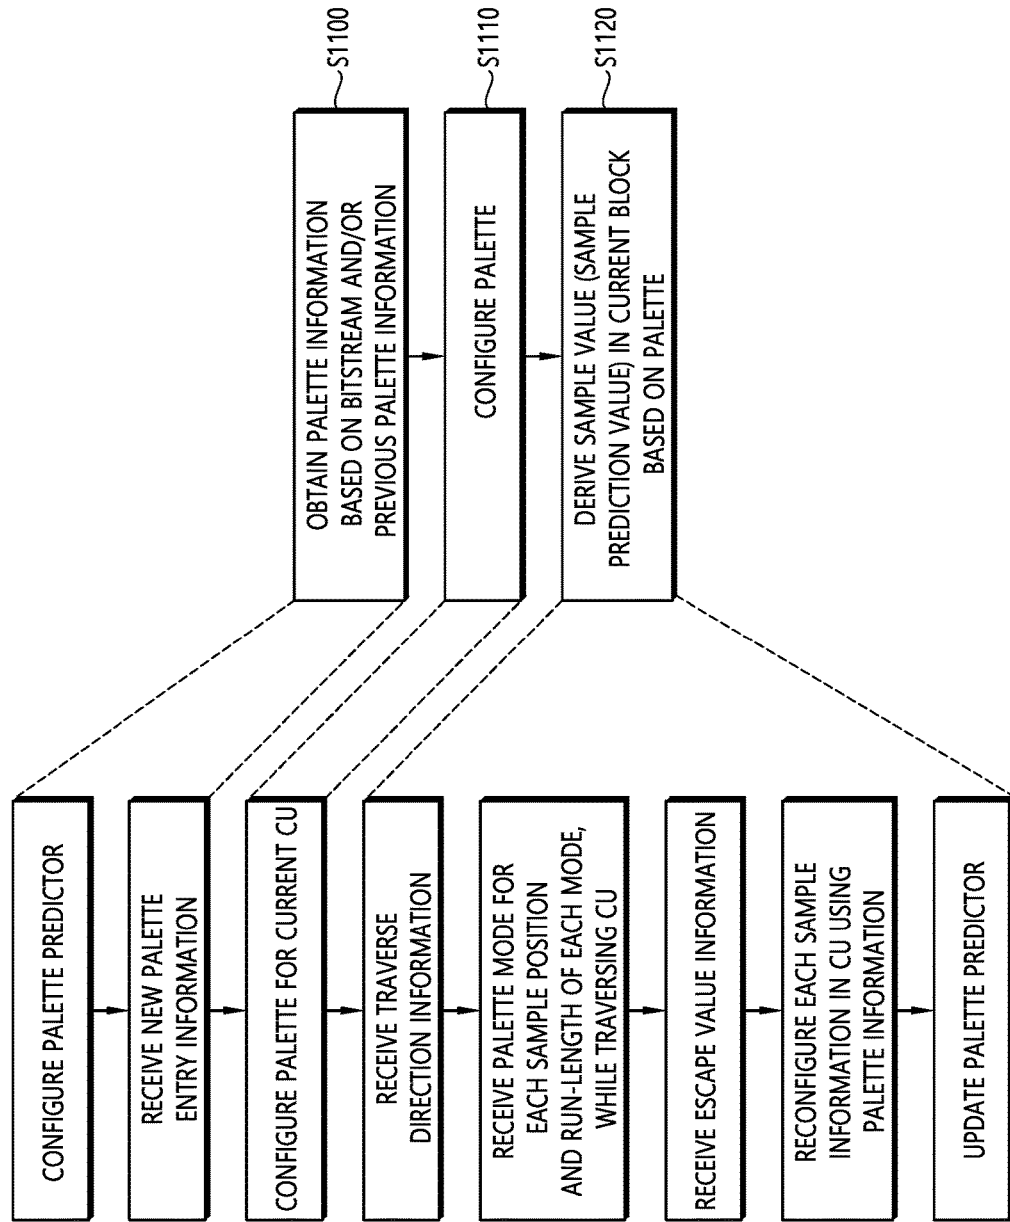 OBTAIN PALETTE INFORMATION
BASED ON BITSTREAM AND/OR
PREVIOUS PALETTE INFORMATION
S1100
CONFIGURE PALETTE
S1110
DERIVE SAMPLE VALUE (SAMPLE
PREDICTION VALUE) IN CURRENT BLOCK
BASED ON PALETTE
S1120
CONFIGURE PALETTE PREDICTOR
RECEIVE NEW PALETTE
ENTRY INFORMATION
CONFIGURE PALETTE FOR CURRENT CU
RECEIVE TRAVERSE
DIRECTION INFORMATION
RECEIVE PALETTE MODE FOR
EACH SAMPLE POSITION
AND RUN-LENGTH OF EACH MODE,
WHILE TRAVERSING CU
RECEIVE ESCAPE VALUE INFORMATION
RECONFIGURE EACH SAMPLE
INFORMATION IN CU USING
PALETTE INFORMATION
UPDATE PALETTE PREDICTOR